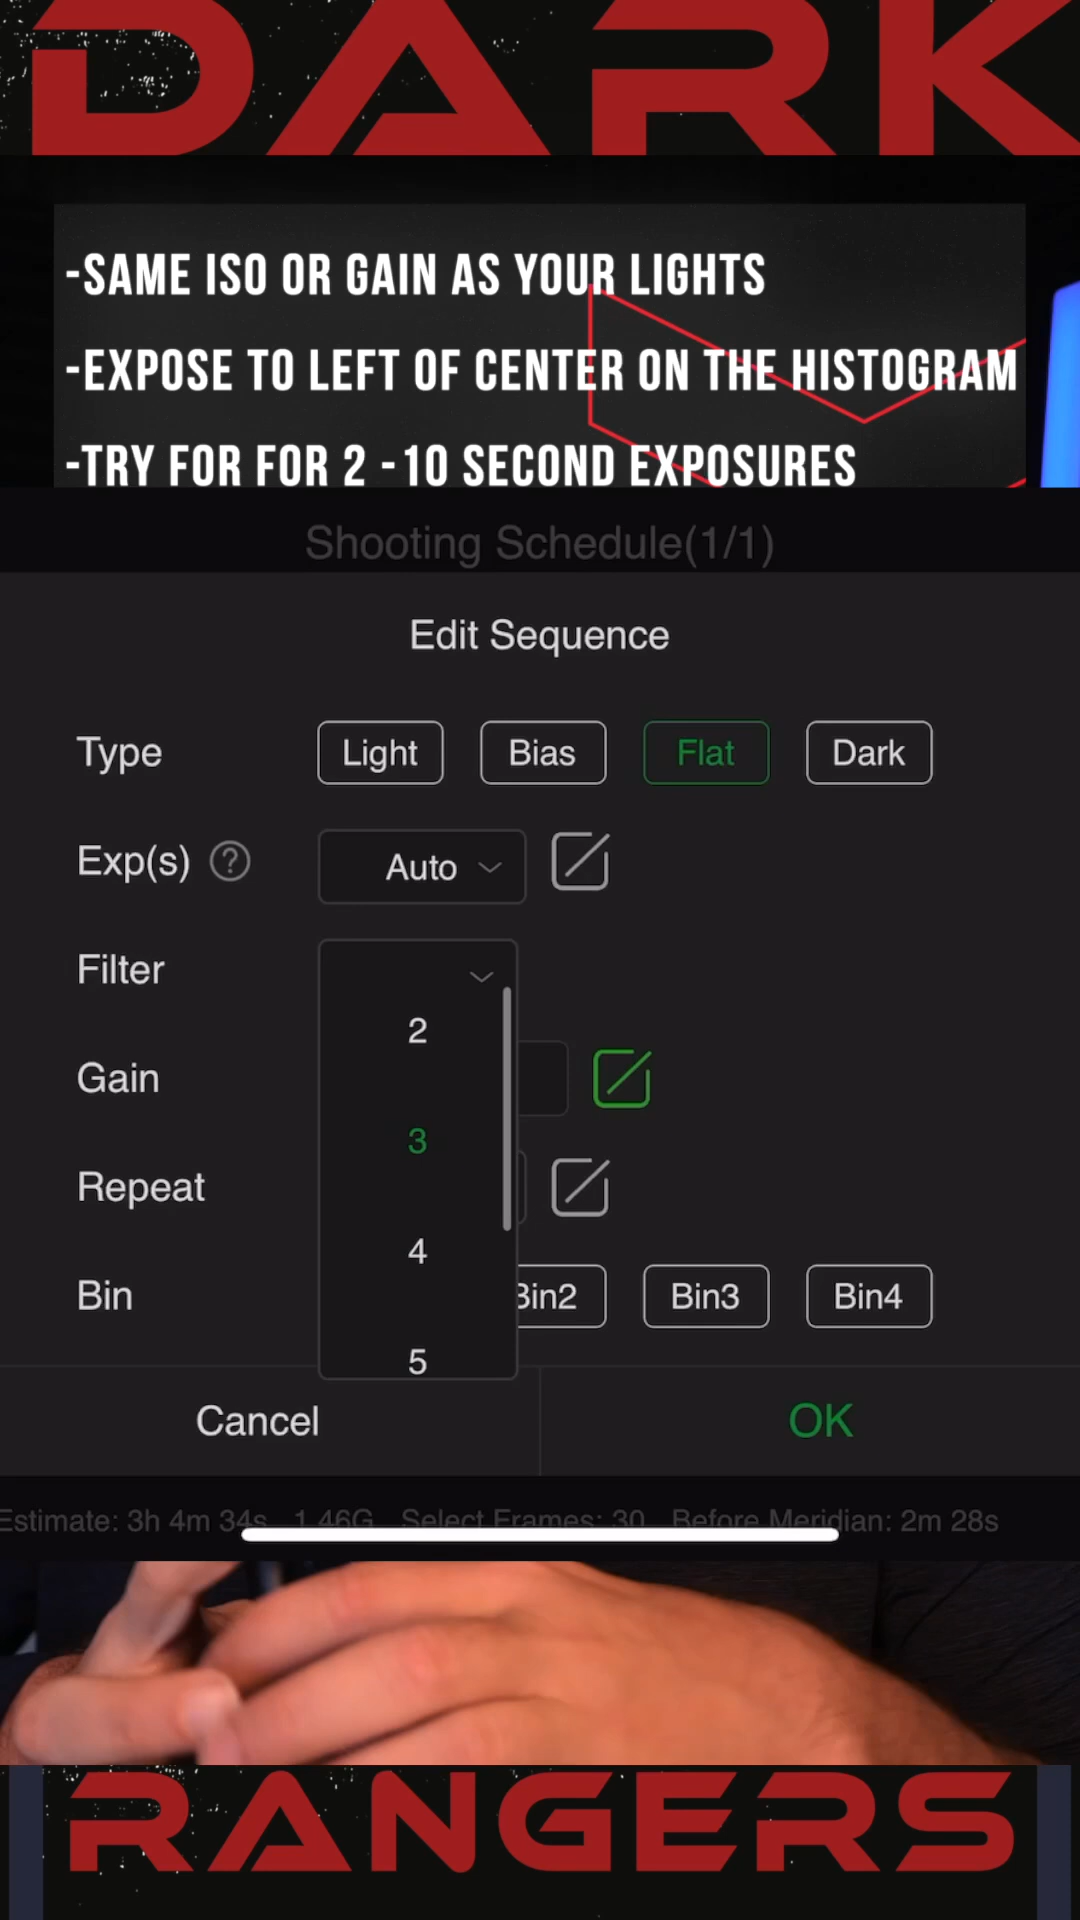 DARK
-SAME ISO OR GAIN AS YOUR LIGHTS
-EXPOSE TO LEFT OF CENTER ON THE HISTOGRAM
-TRY FOR FOR 2 -10 SECOND EXPOSURES
Shooting Schedule(1/1)
Edit Sequence
Type Light Bias Flat Dark
Exp(s) ? Auto
Filter
2
Gain
3
Repeat
4
Bin Bin2 Bin3 Bin4
5
Cancel OK
Estimate: 3h 4m 34s 1.46G Select Frames: 30 Before Meridian: 2m 28s
RANGERS